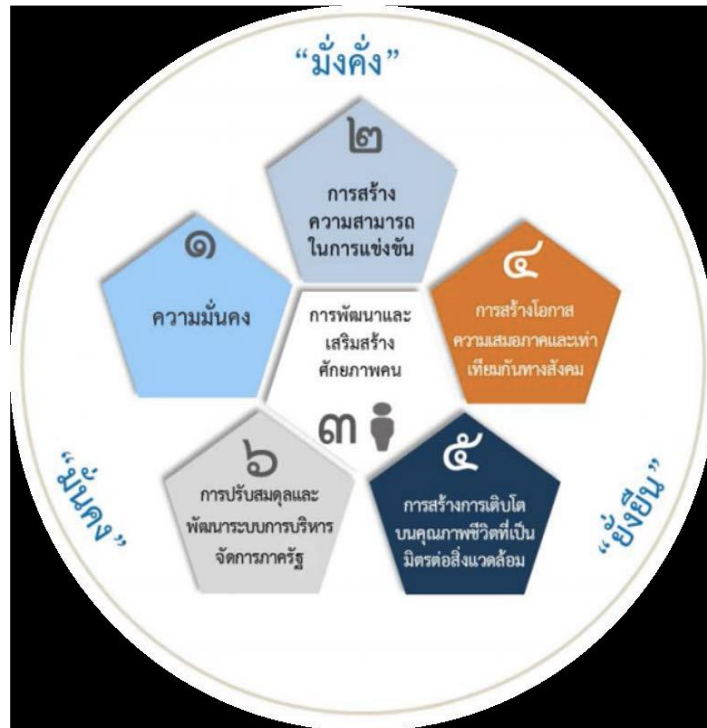 “มั่งคั่ง”
๒
การสร้าง
ความสามารถ
ในการแข่งขัน
๑
ความมั่นคง
๔
การสร้างโอกาส
ความเสมอภาคและเท่า
เทียมกันทางสังคม
การพัฒนาและ
เสริมสร้าง
ศักยภาพคน
๓
๖
การปรับสมดุลและ
พัฒนาระบบการบริหาร
จัดการภาครัฐ
๕
การสร้างการเติบโต
บนคุณภาพชีวิตที่เป็น
มิตรต่อสิ่งแวดล้อม
“มั่นคง”
“ยั่งยืน”